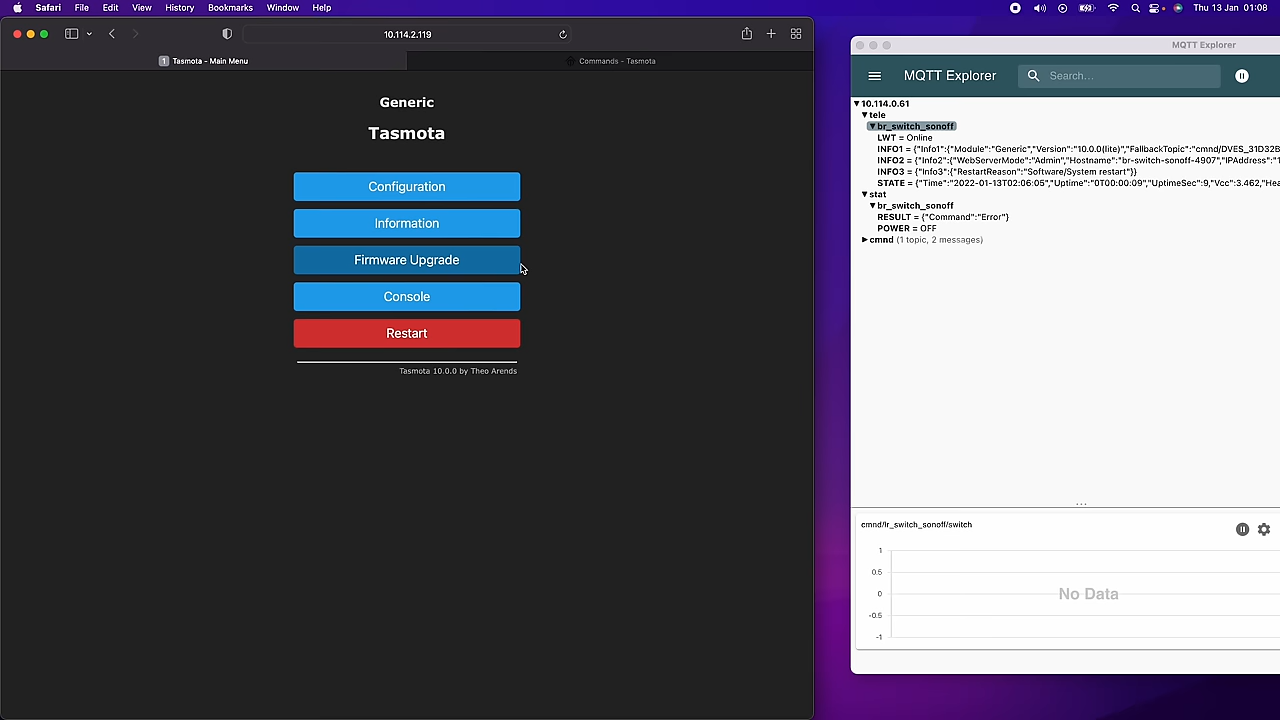 Safari File Edit View History Bookmarks Window Help Thu 13 Jan 01:08
10.114.2.119
1 Tasmota - Main Menu
Commands - Tasmota
Generic
Tasmota
Configuration
Information
Firmware Upgrade
Console
Restart
Tasmota 10.0.0 by Theo Arends
MQTT Explorer
MQTT Explorer
Search...
10.114.0.61
tele
br_switch_sonoff
LWT = Online
INFO1 = {"Info1":{"Module":"Generic","Version":"10.0.0(lite)","FallbackTopic":"cmnd/DVES_31D32B
INFO2 = {"Info2":{"WebServerMode":"Admin","Hostname":"br-switch-sonoff-4907","IPAddress":"1
INFO3 = {"Info3":{"RestartReason":"Software/System restart"}}
STATE = {"Time":"2022-01-13T02:06:05","Uptime":"0T00:00:09","UptimeSec":9,"Vcc":3.462,"Hea
stat
br_switch_sonoff
RESULT = {"Command":"Error"}
POWER = OFF
cmnd (1 topic, 2 messages)
...
cmnd/lr_switch_sonoff/switch
1
0.5
0
-0.5
-1
No Data